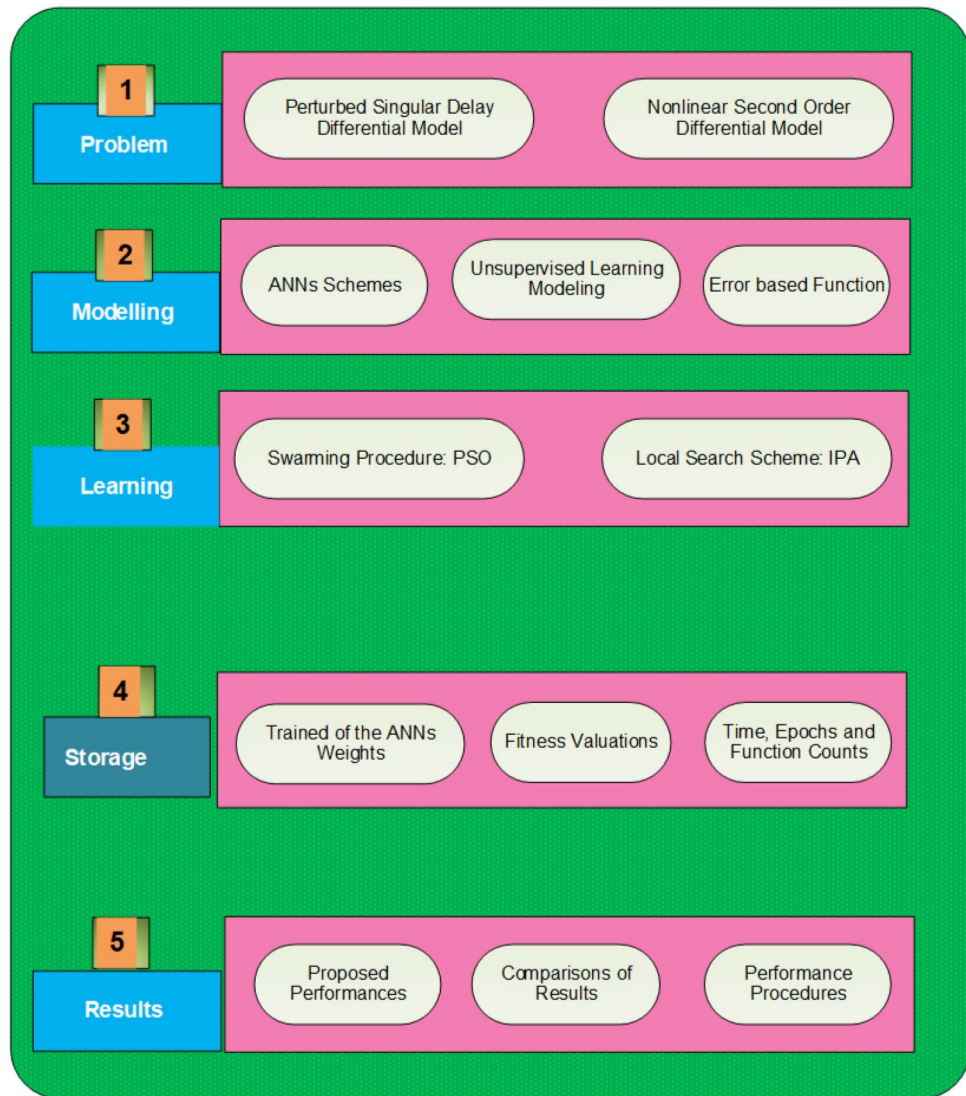 1
Problem
Perturbed Singular Delay
Differential Model
Nonlinear Second Order
Differential Model
2
Modelling
ANNs Schemes
Unsupervised Learning
Modeling
Error based Function
3
Learning
Swarming Procedure: PSO
Local Search Scheme: IPA
4
Storage
Trained of the ANNs
Weights
Fitness Valuations
Time, Epochs and
Function Counts
5
Results
Proposed
Performances
Comparisons of
Results
Performance
Procedures